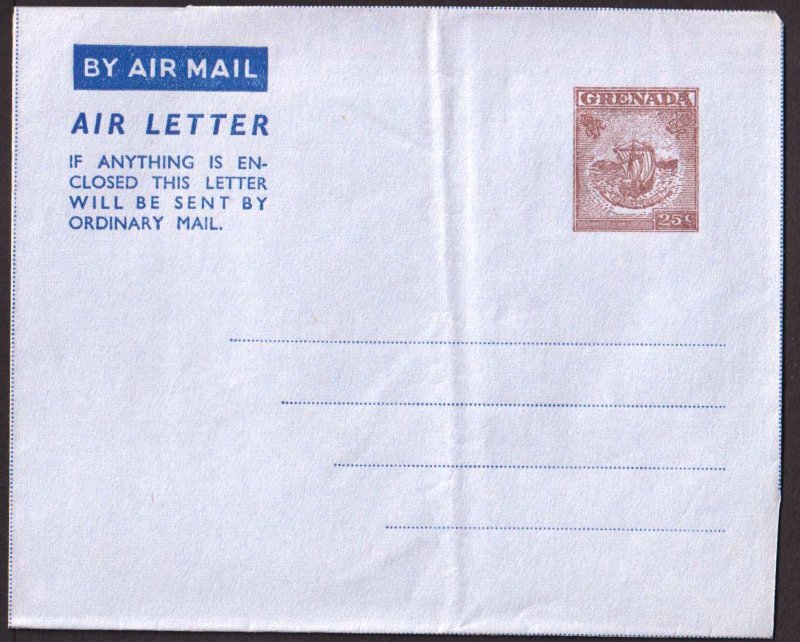 BY AIR MAIL
AIR LETTER
IF ANYTHING IS EN-
CLOSED THIS LETTER
WILL BE SENT BY
ORDINARY MAIL.
GRENADA
25¢